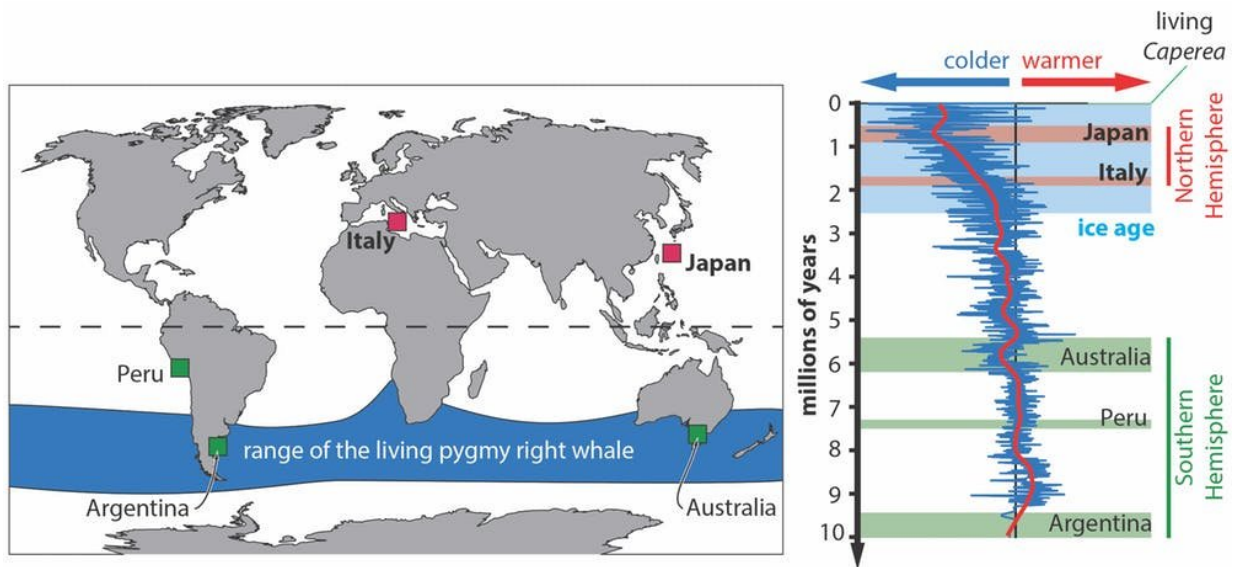 Italy
Japan
Peru
range of the living pygmy right whale
Argentina
Australia
living
Caperea
colder warmer
millions of years
0
1
2
3
4
5
6
7
8
9
10
Japan
Italy
ice age
Australia
Peru
Argentina
Northern
Hemisphere
Southern
Hemisphere